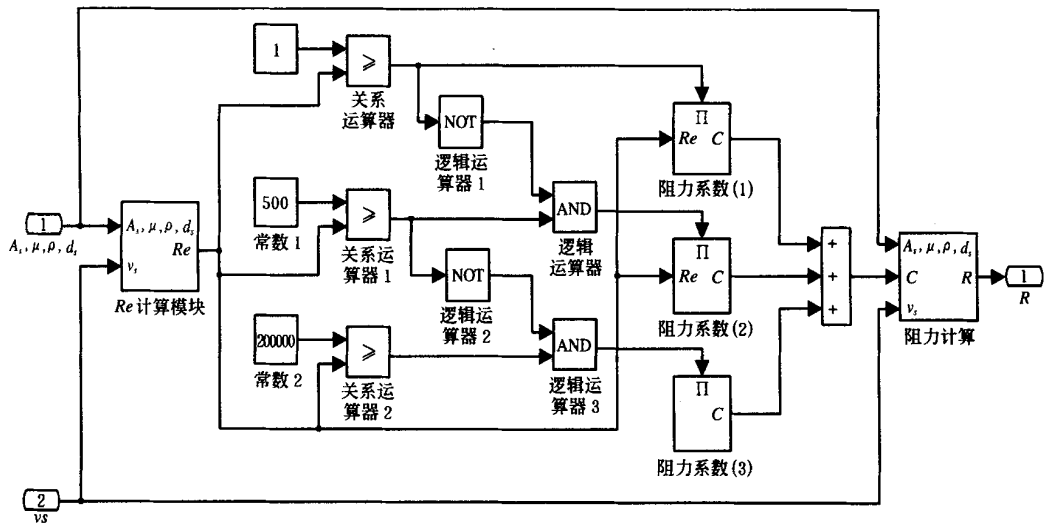 1
≥
关系
运算器
NOT
逻辑运
算器 1
Π
Re C
阻力系数(1)
500
常数 1
≥
关系运
算器 1
AND
逻辑
运算器
NOT
逻辑运
算器 2
Π
Re C
阻力系数(2)
1
A_s, μ, ρ, d_s
A_s, μ, ρ, d_s
Re
v_s
Re 计算模块
200000
常数 2
≥
关系运
算器 2
AND
逻辑运
算器 3
Π
C
阻力系数(3)
+
+
+
A_s, μ, ρ, d_s
C R
v_s
阻力计算
1
R
2
vs